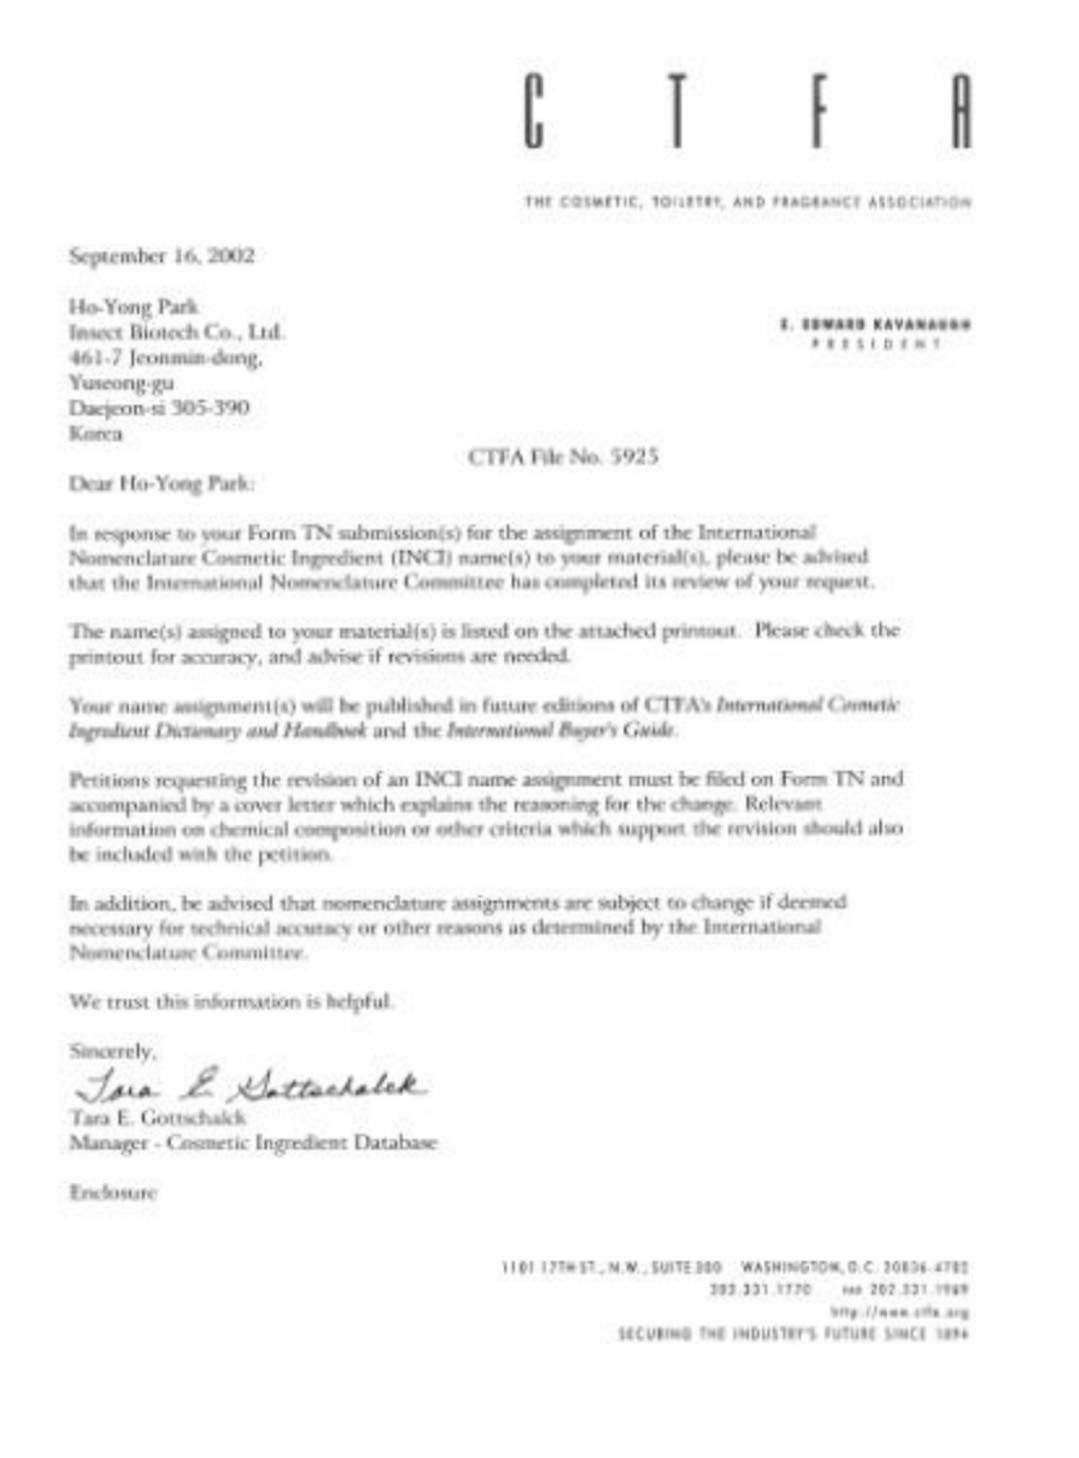 C T F A
THE COSMETIC, TOILETRY, AND FRAGRANCE ASSOCIATION
September 16, 2002
Ho-Yong Park
Insect Biotech Co., Ltd.
461-7 Jeonmin-dong,
Yuseong-gu
Daejeon-si 305-390
Korea
E. EDWARD KAVANAUGH
PRESIDENT
CTFA File No. 5925
Dear Ho-Yong Park:
In response to your Form TN submission(s) for the assignment of the International
Nomenclature Cosmetic Ingredient (INCI) name(s) to your material(s), please be advised
that the International Nomenclature Committee has completed its review of your request.
The name(s) assigned to your material(s) is listed on the attached printout. Please check the
printout for accuracy, and advise if revisions are needed.
Your name assignment(s) will be published in future editions of CTFA's International Cosmetic
Ingredient Dictionary and Handbook and the International Buyer's Guide.
Petitions requesting the revision of an INCI name assignment must be filed on Form TN and
accompanied by a cover letter which explains the reasoning for the change. Relevant
information on chemical composition or other criteria which support the revision should also
be included with the petition.
In addition, be advised that nomenclature assignments are subject to change if deemed
necessary for technical accuracy or other reasons as determined by the International
Nomenclature Committee.
We trust this information is helpful.
Sincerely,
Tara E Gottschalck
Tara E. Gottschalck
Manager - Cosmetic Ingredient Database
Enclosure
1101 17TH ST., N.W., SUITE 300 WASHINGTON, D.C. 20036-4702
202.331.1770 FAX 202.331.1969
http://www.ctfa.org
SECURING THE INDUSTRY'S FUTURE SINCE 1894